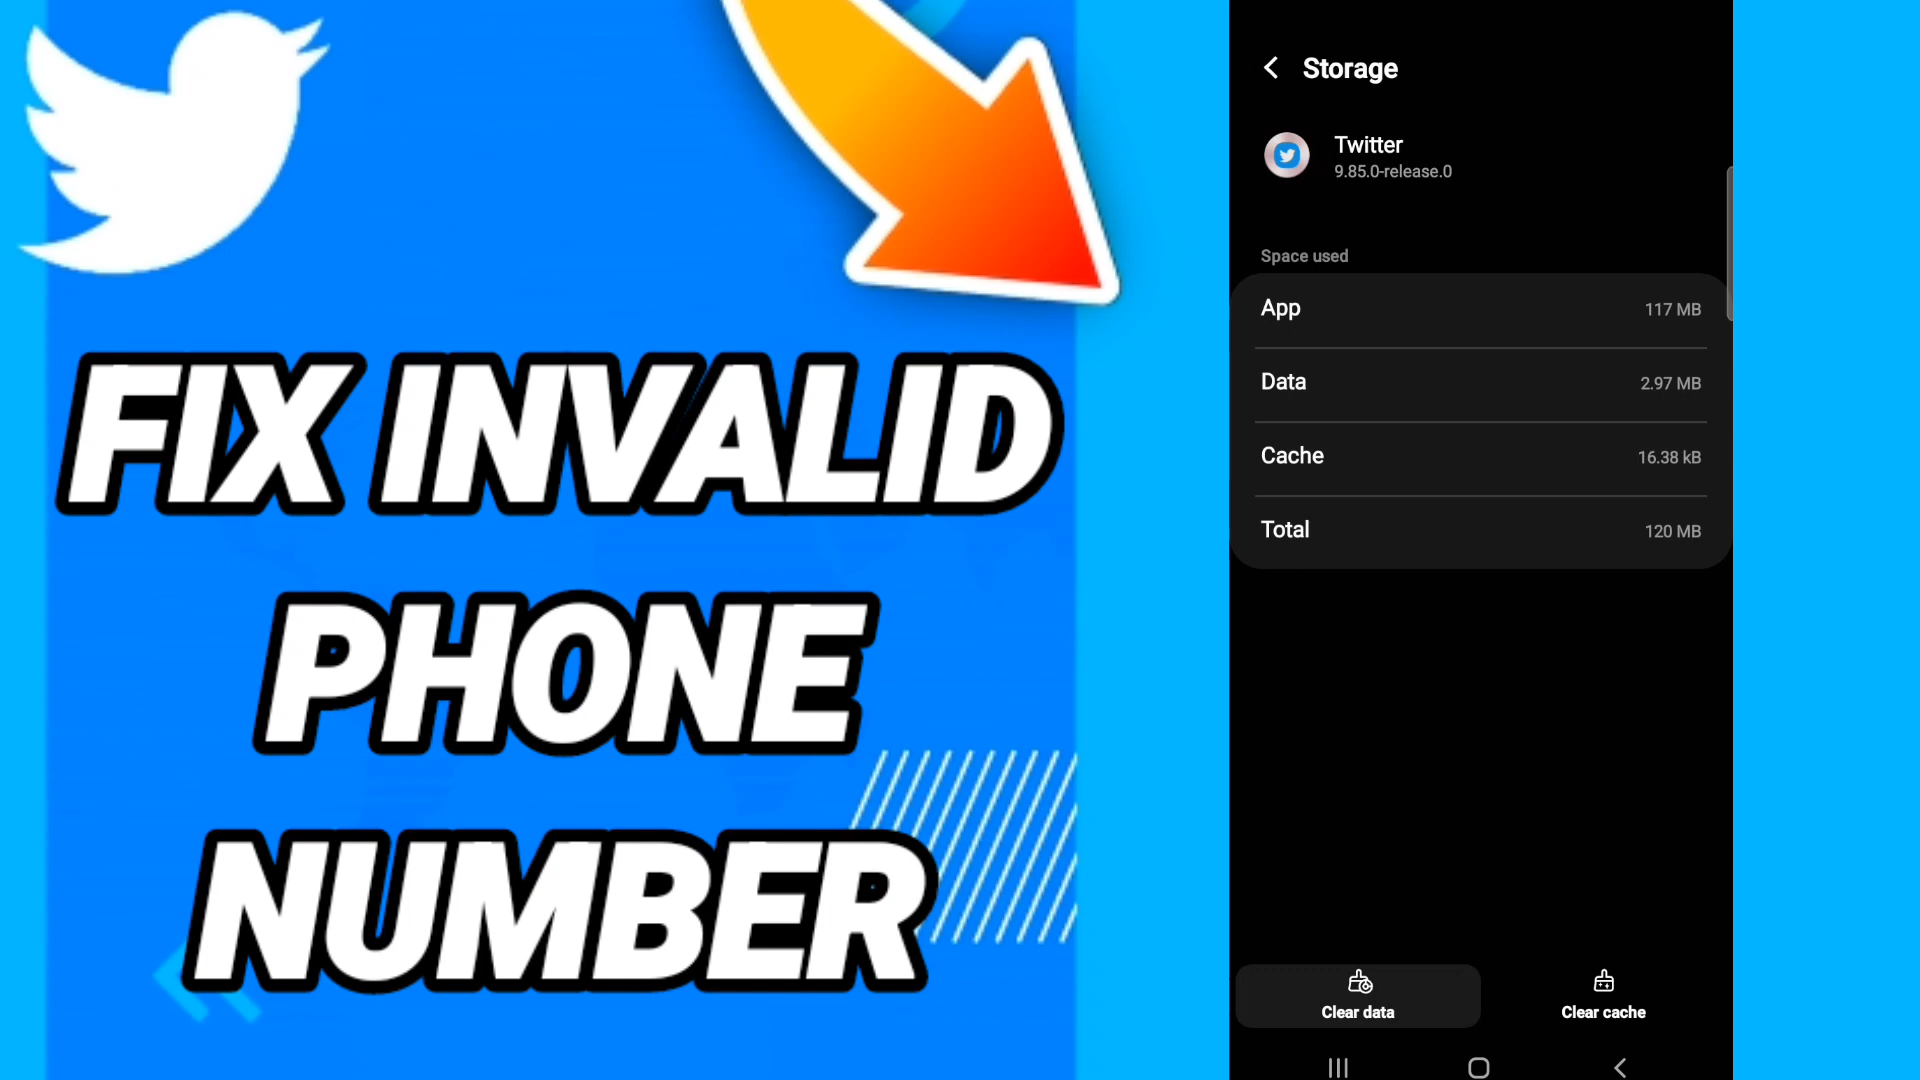 FIX INVALID
PHONE
NUMBER
Storage
Twitter
9.85.0-release.0
Space used
App 117 MB
Data 2.97 MB
Cache 16.38 kB
Total 120 MB
Clear data Clear cache